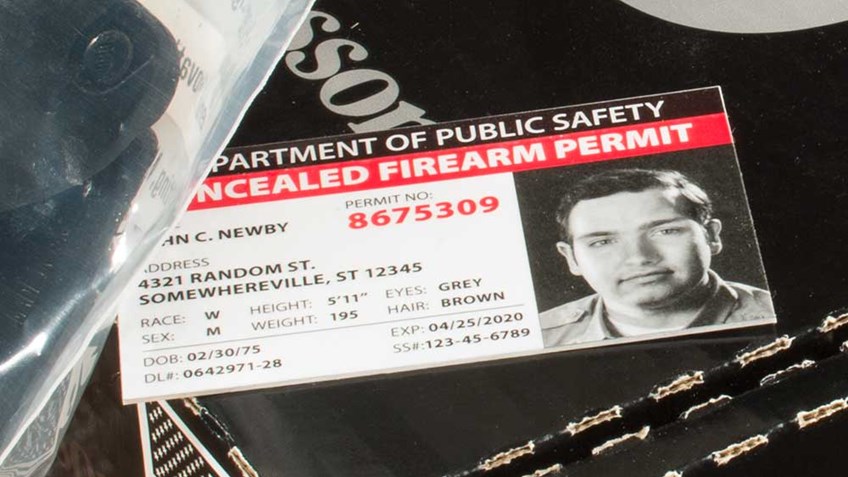 ssor
PARTMENT OF PUBLIC SAFETY
NCEALED FIREARM PERMIT
HN C. NEWBY
PERMIT NO:
8675309
ADDRESS
4321 RANDOM ST.
SOMEWHEREVILLE, ST 12345
RACE: W HEIGHT: 5'11" EYES: GREY
SEX: M WEIGHT: 195 HAIR: BROWN
DOB: 02/30/75 EXP: 04/25/2020
DL#: 0642971-28 SS#:123-45-6789